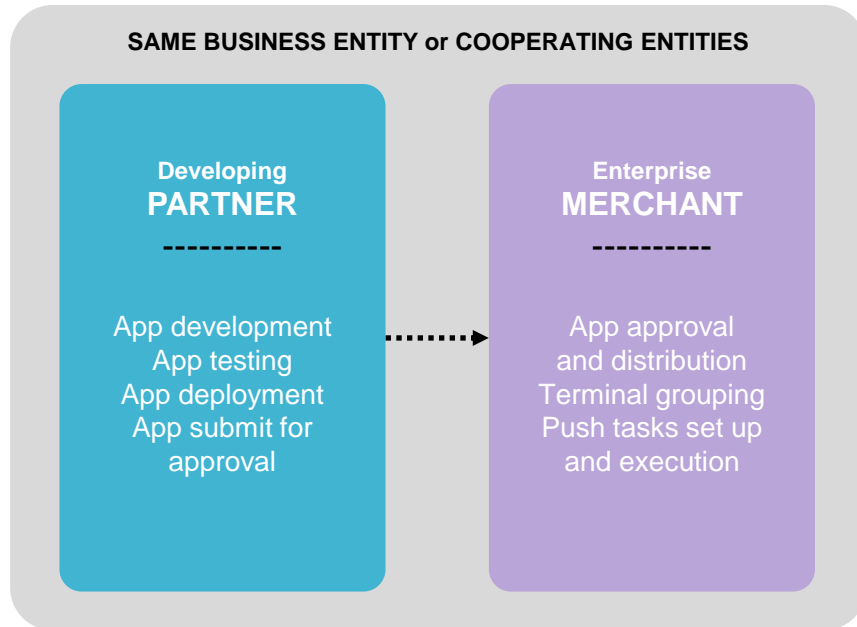 SAME BUSINESS ENTITY or COOPERATING ENTITIES
Developing
PARTNER
----------
App development
App testing
App deployment
App submit for
approval
Enterprise
MERCHANT
----------
App approval
and distribution
Terminal grouping
Push tasks set up
and execution